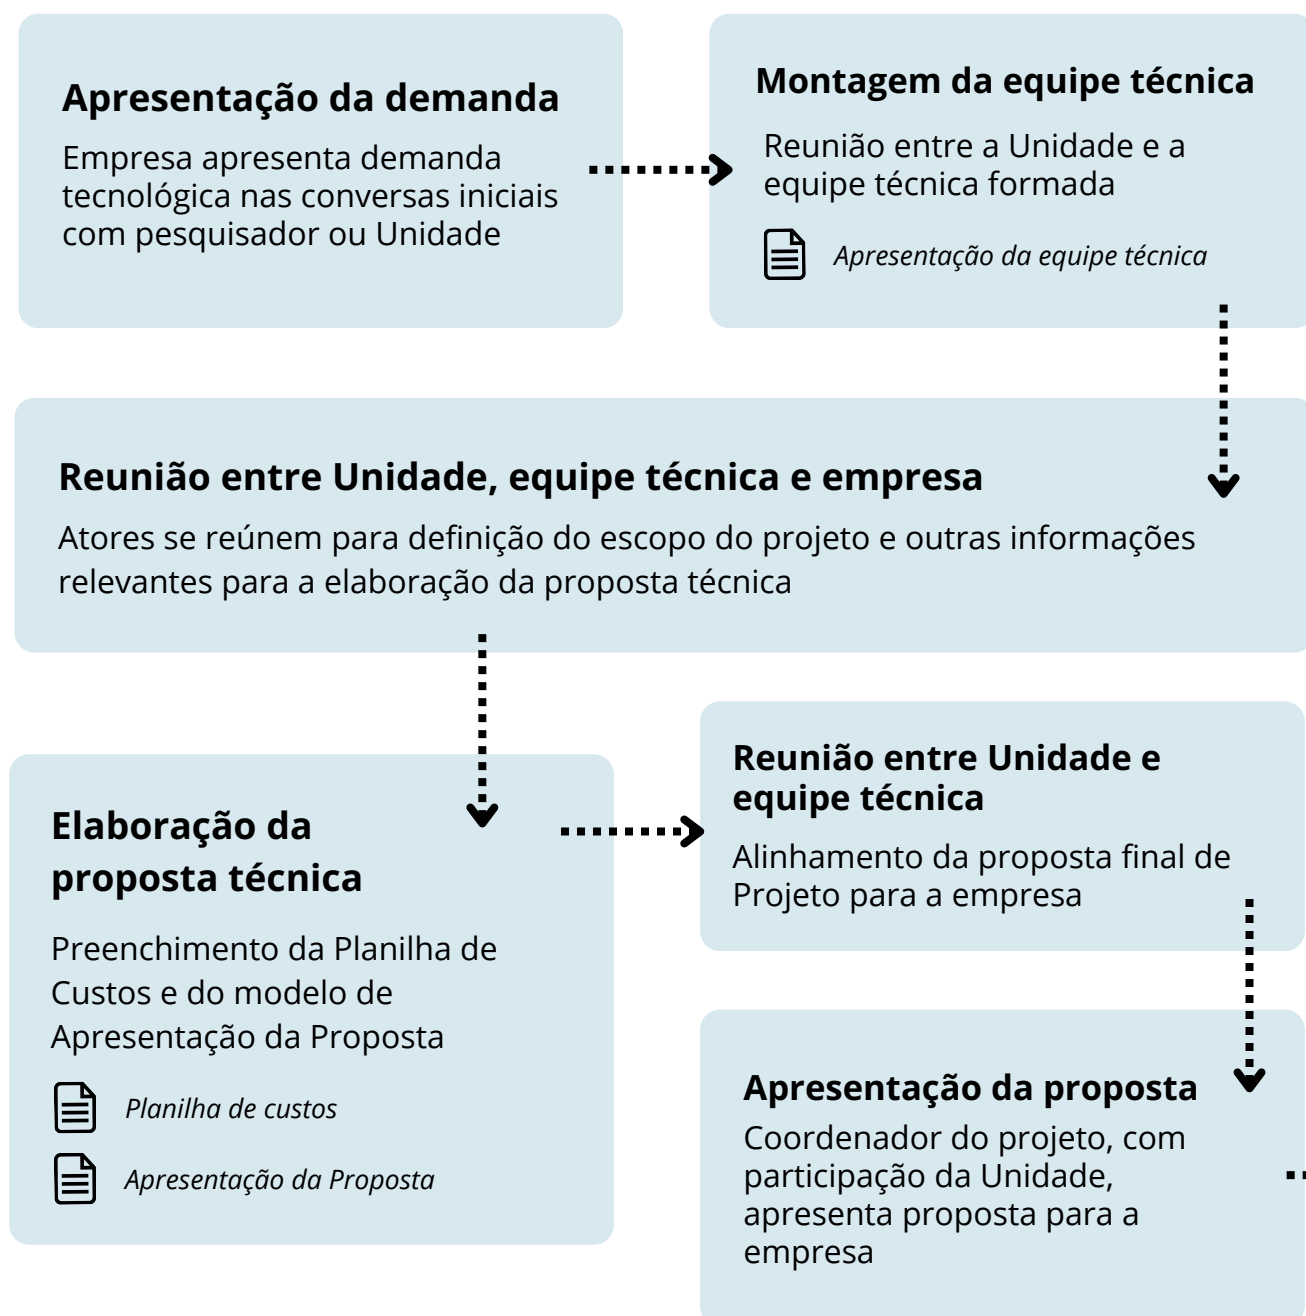 Apresentação da demanda
Empresa apresenta demanda
tecnológica nas conversas iniciais
com pesquisador ou Unidade
Montagem da equipe técnica
Reunião entre a Unidade e a
equipe técnica formada
Apresentação da equipe técnica
Reunião entre Unidade, equipe técnica e empresa
Atores se reúnem para definição do escopo do projeto e outras informações
relevantes para a elaboração da proposta técnica
Elaboração da
proposta técnica
Preenchimento da Planilha de
Custos e do modelo de
Apresentação da Proposta
Planilha de custos
Apresentação da Proposta
Reunião entre Unidade e
equipe técnica
Alinhamento da proposta final de
Projeto para a empresa
Apresentação da proposta
Coordenador do projeto, com
participação da Unidade,
apresenta proposta para a
empresa